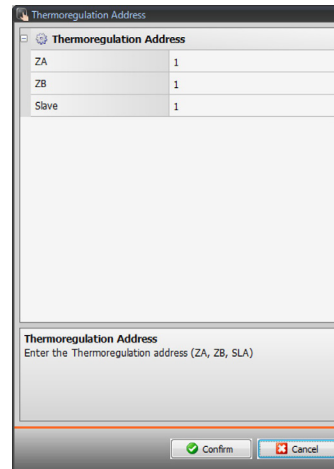 Thermoregulation Address
Thermoregulation Address
ZA 1
ZB 1
Slave 1
Thermoregulation Address
Enter the Thermoregulation address (ZA, ZB, SLA)
Confirm Cancel